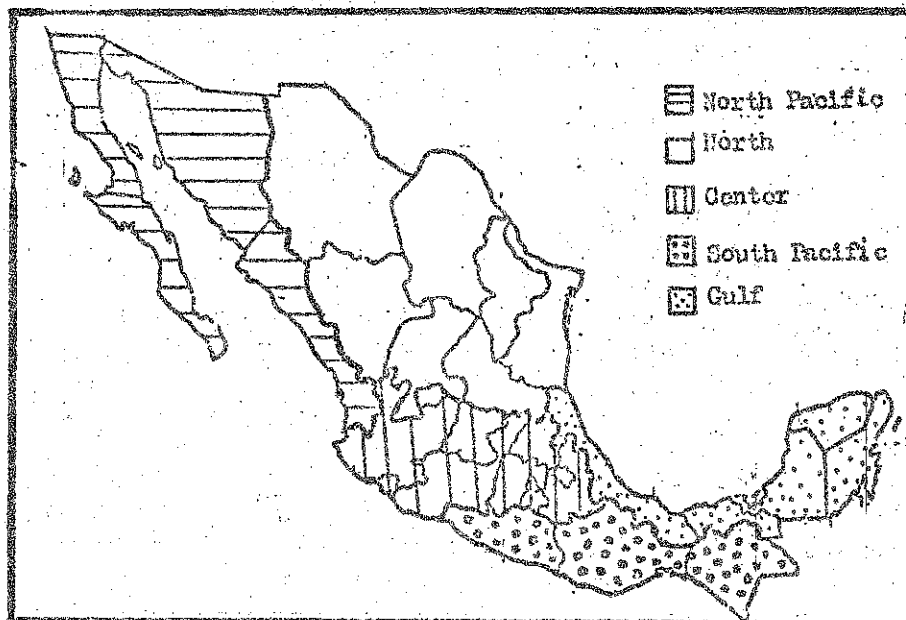 North Pacific
North
Center
South Pacific
Gulf